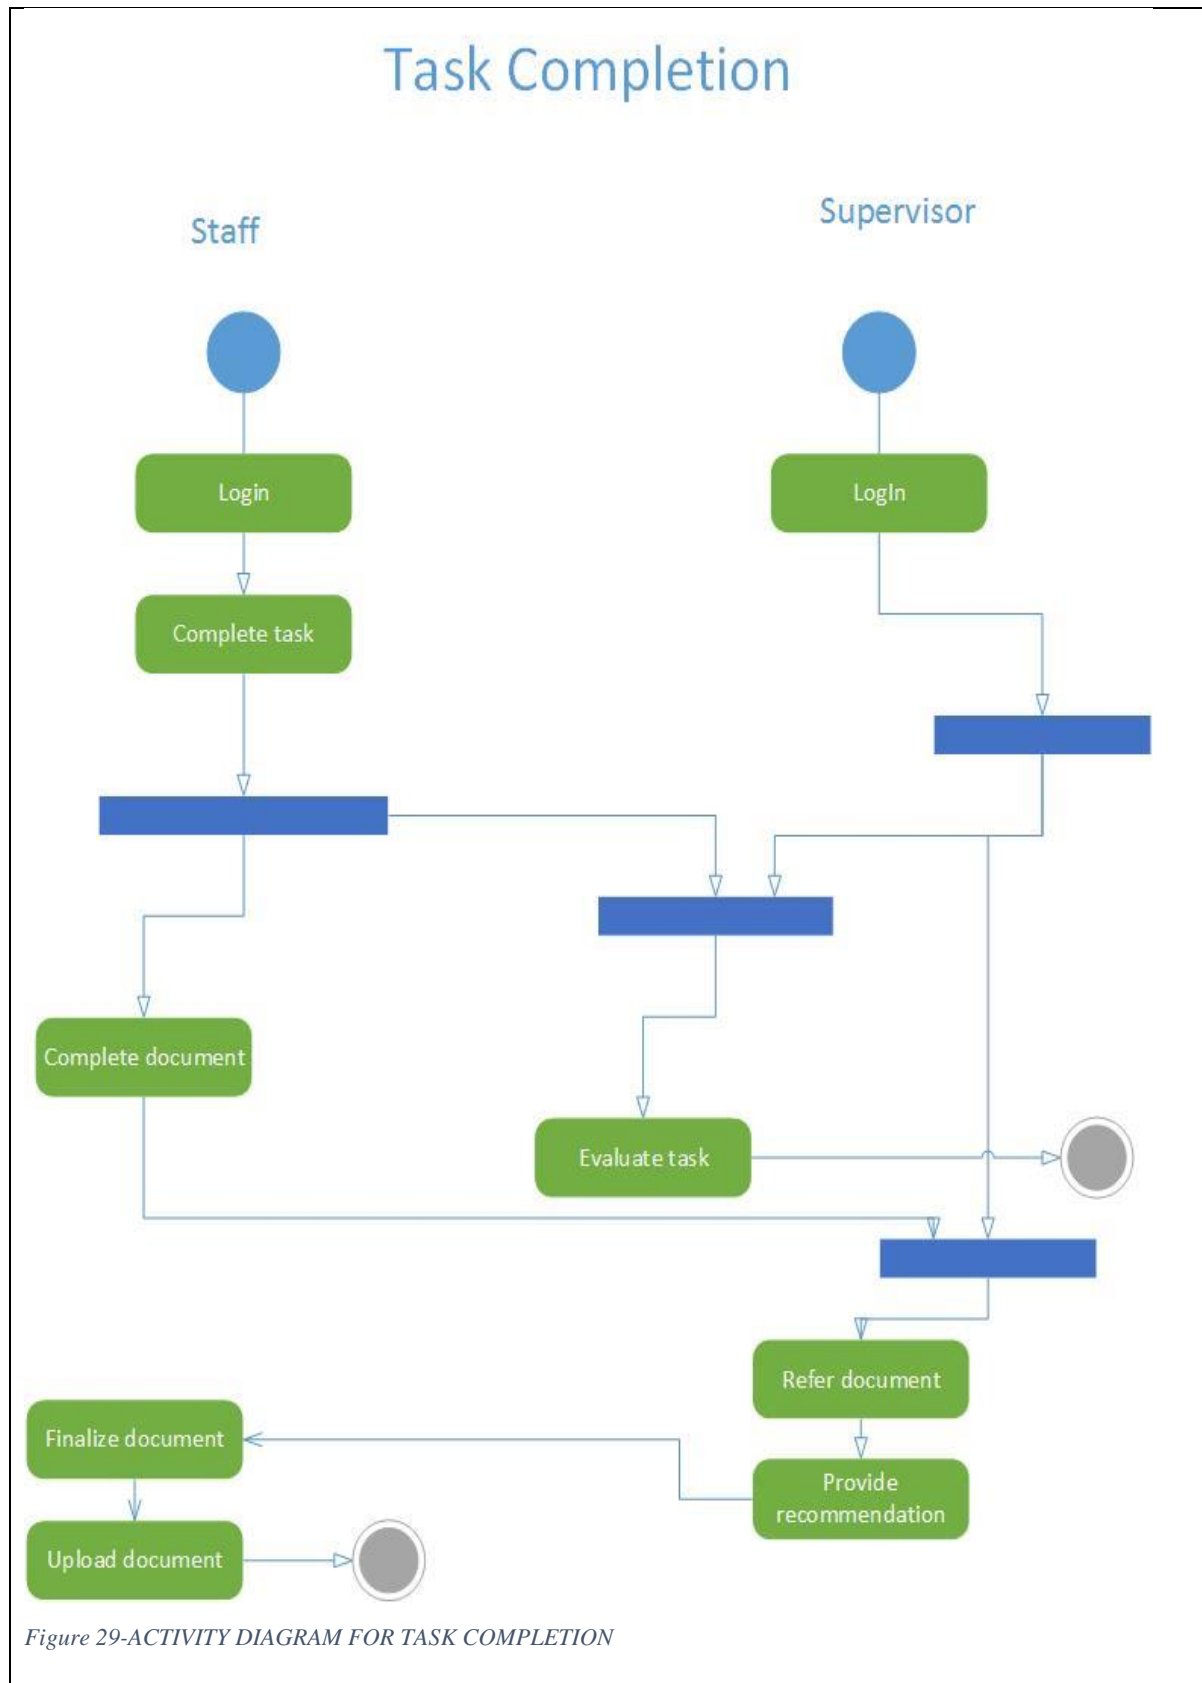 Task Completion
Staff
Supervisor
Login
LogIn
Complete task
Complete document
Evaluate task
Refer document
Finalize document
Provide
recommendation
Upload document
Figure 29-ACTIVITY DIAGRAM FOR TASK COMPLETION